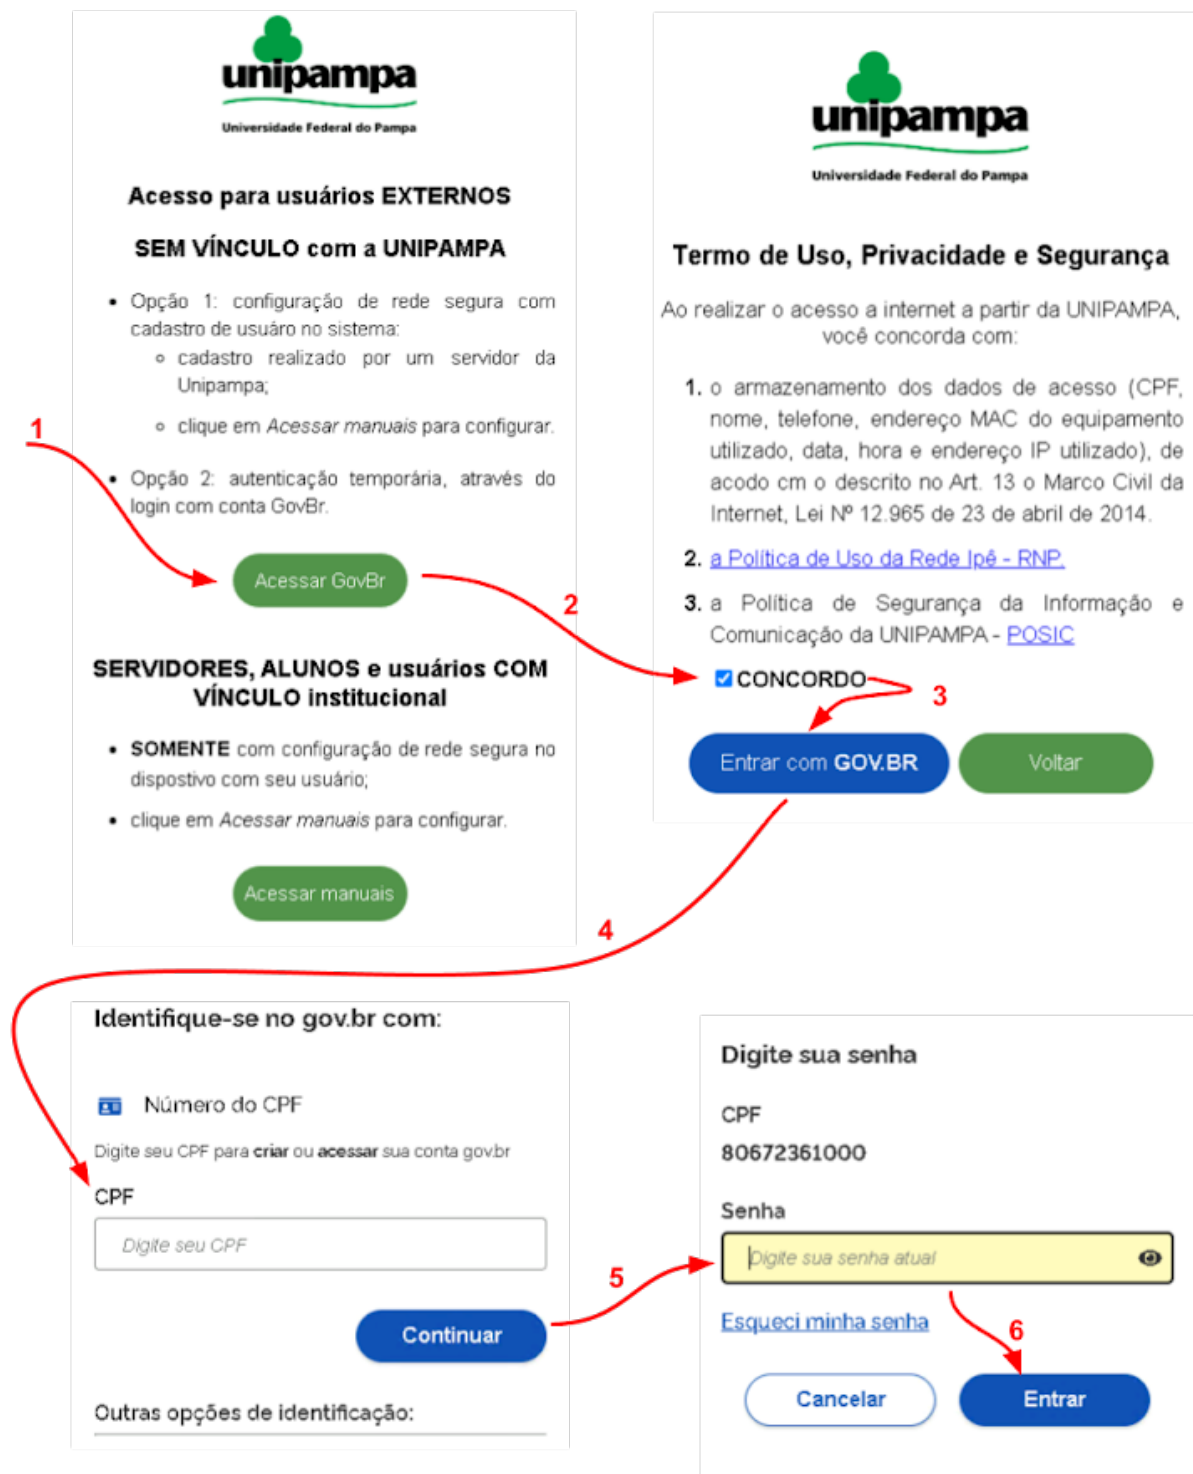 unipampa
Universidade Federal do Pampa
Acesso para usuários EXTERNOS
SEM VÍNCULO com a UNIPAMPA
• Opção 1: configuração de rede segura com
cadastro de usuáro no sistema:
cadastro realizado por um servidor da
Unipampa;
clique em Acessar manuais para configurar.
1
• Opção 2: autenticação temporária, através do
login com conta GovBr.
Acessar GovBr
2
SERVIDORES, ALUNOS e usuários COM
VÍNCULO institucional
• SOMENTE com configuração de rede segura no
dispostivo com seu usuário;
• clique em Acessar manuais para configurar.
Acessar manuais
unipampa
Universidade Federal do Pampa
Termo de Uso, Privacidade e Segurança
Ao realizar o acesso a internet a partir da UNIPAMPA,
você concorda com:
1. o armazenamento dos dados de acesso (CPF,
nome, telefone, endereço MAC do equipamento
utilizado, data, hora e endereço IP utilizado), de
acodo cm o descrito no Art. 13 o Marco Civil da
Internet, Lei Nº 12.965 de 23 de abril de 2014.
2. a Política de Uso da Rede Ipê - RNP.
3. a Política de Segurança da Informação e
Comunicação da UNIPAMPA - POSIC
CONCORDO
3
Entrar com GOV.BR
Voltar
4
Identifique-se no gov.br com:
Número do CPF
Digite seu CPF para criar ou acessar sua conta gov.br
CPF
Digite seu CPF
Continuar
5
Outras opções de identificação:
Digite sua senha
CPF
80672361000
Senha
Digite sua senha atual
Esqueci minha senha
6
Cancelar
Entrar